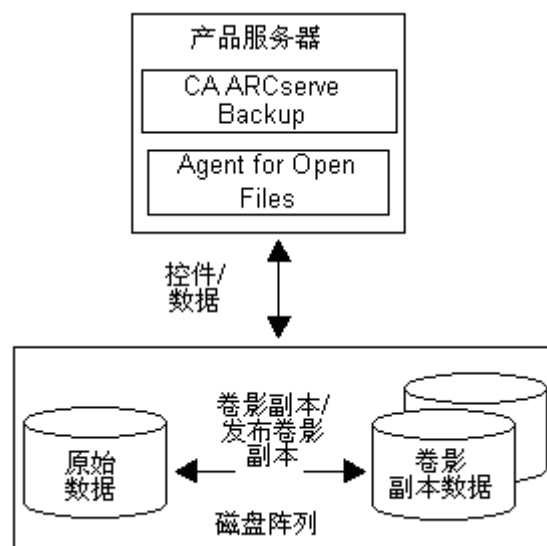 产品服务器
CA ARCserve
Backup
Agent for Open
Files
控件/
数据
卷影副本/
发布卷影
副本
原始
数据
卷影
副本数据
磁盘阵列